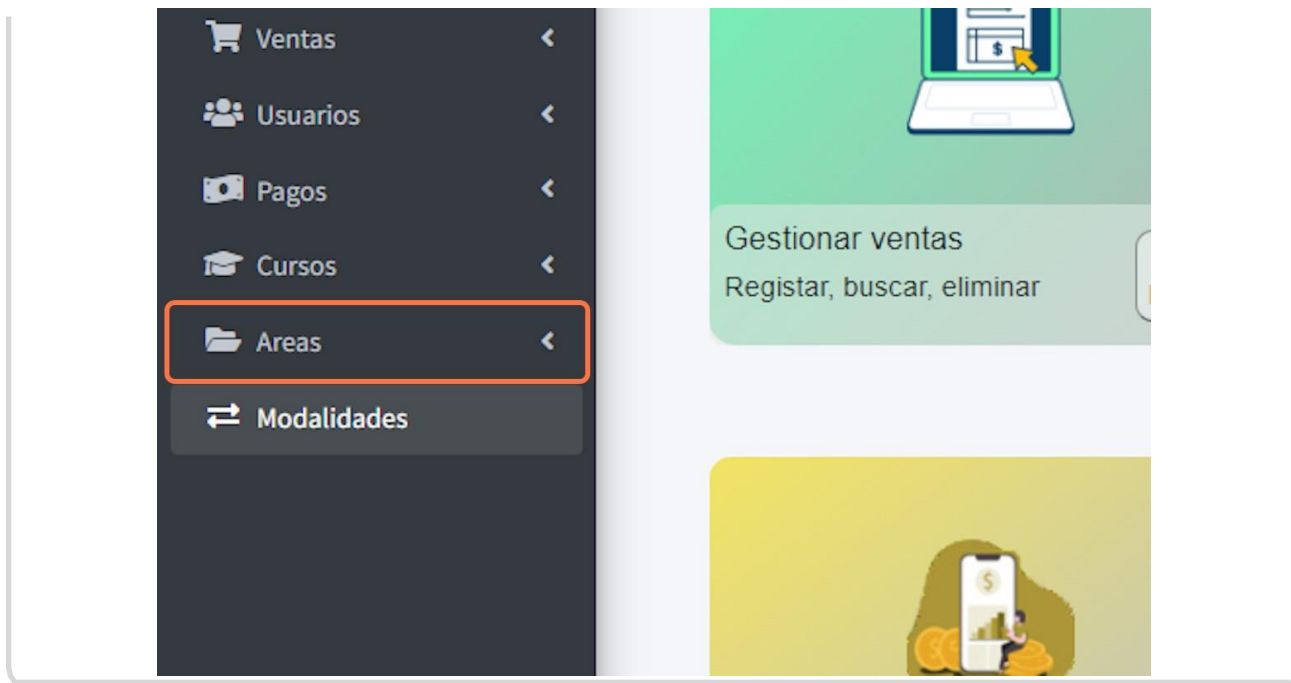 Ventas
Usuarios
Pagos
Cursos
Areas
Modalidades
$
Gestionar ventas
Registar, buscar, eliminar
$